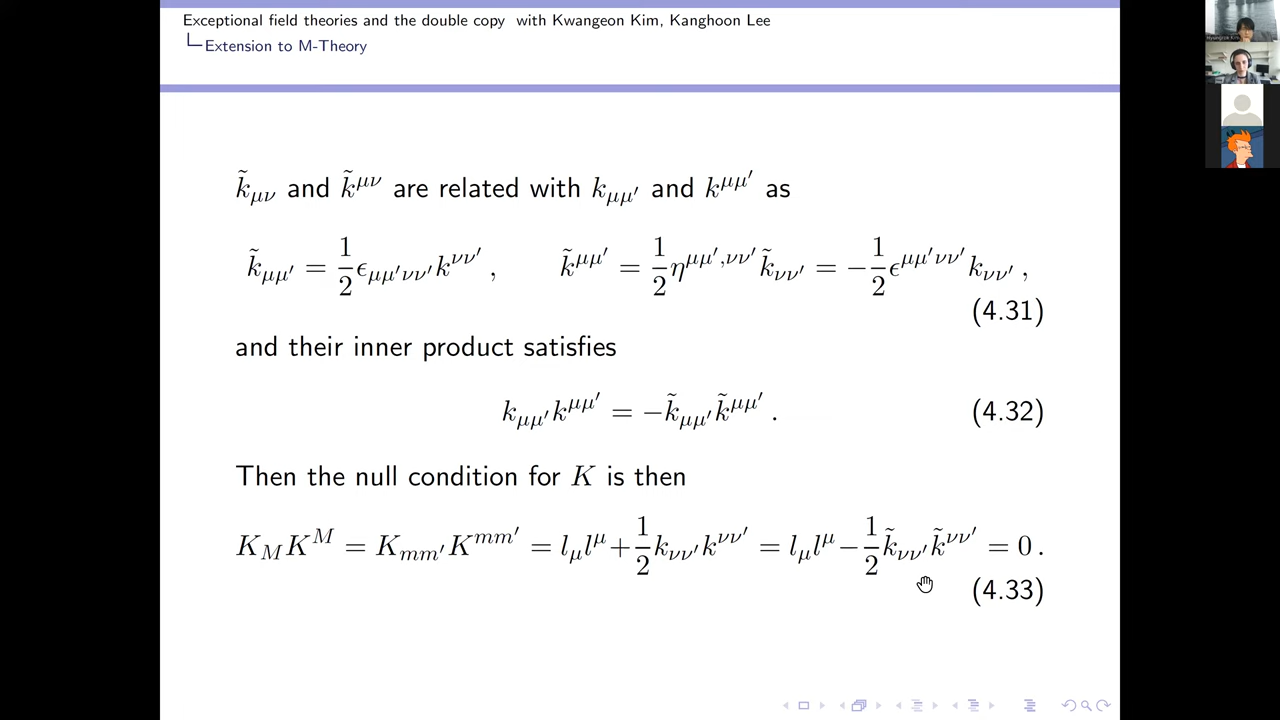 Exceptional field theories and the double copy with Kwangeon Kim, Kanghoon Lee
Extension to M-Theory
k̃_{μν} and k̃^{μν} are related with k_{μμ′} and k^{μμ′} as
k̃_{μμ′} = 1/2 ϵ_{μμ′νν′} k^{νν′} , k̃^{μμ′} = 1/2 η^{μμ′,νν′} k̃_{νν′} = −1/2 ϵ^{μμ′νν′} k_{νν′} ,
(4.31)
and their inner product satisfies
k_{μμ′} k^{μμ′} = −k̃_{μμ′} k̃^{μμ′} . (4.32)
Then the null condition for K is then
K_M K^M = K_{mm′} K^{mm′} = l_μ l^μ + 1/2 k_{νν′} k^{νν′} = l_μ l^μ − 1/2 k̃_{νν′} k̃^{νν′} = 0 .
(4.33)